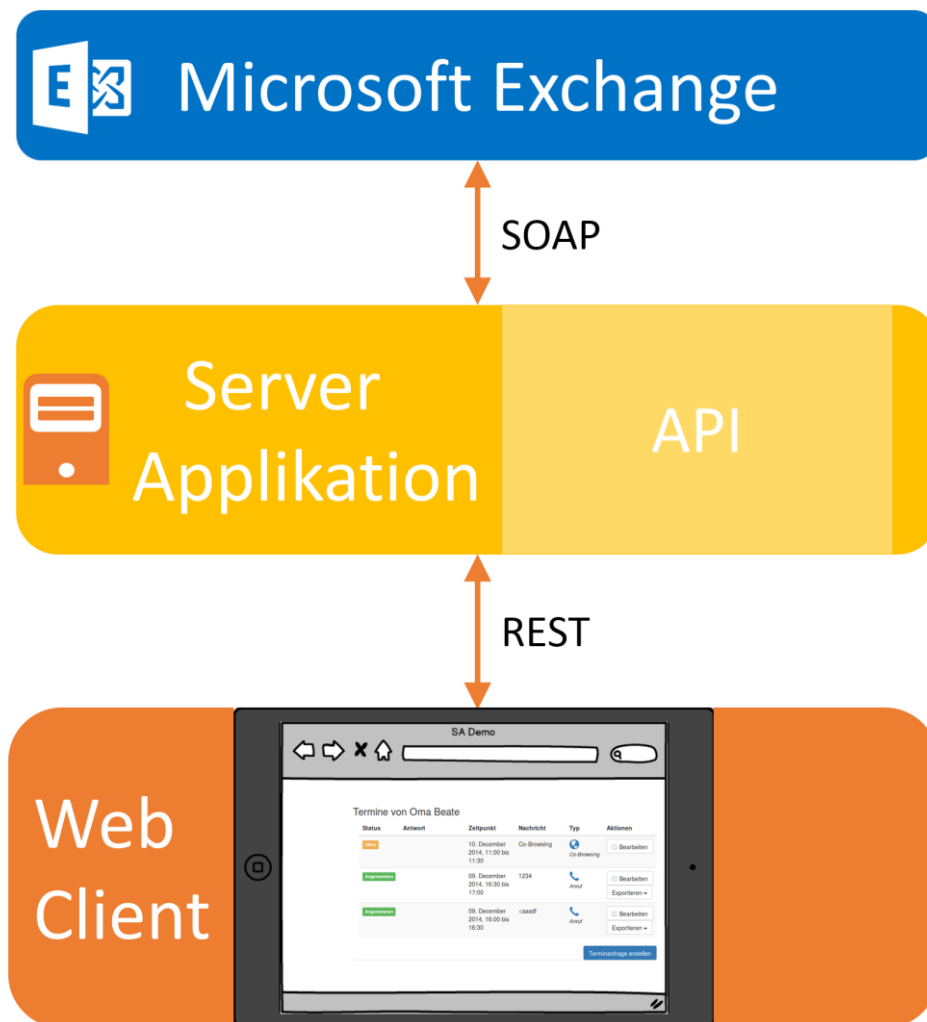 E
Microsoft Exchange
SOAP
Server
Applikation
API
REST
Web
Client
SA Demo
Termine von Oma Beate
Status Antwort Zeitpunkt Nachricht Typ Aktionen
Offen 10. December 2014, 11:00 bis 11:30 Co-Browsing Co-Browsing Bearbeiten
Angenommen 09. December 2014, 16:30 bis 17:00 1234 Anruf Bearbeiten
Exportieren
Angenommen 09. December 2014, 16:00 bis 16:30 <aasdf Anruf Bearbeiten
Exportieren
Terminanfrage erstellen